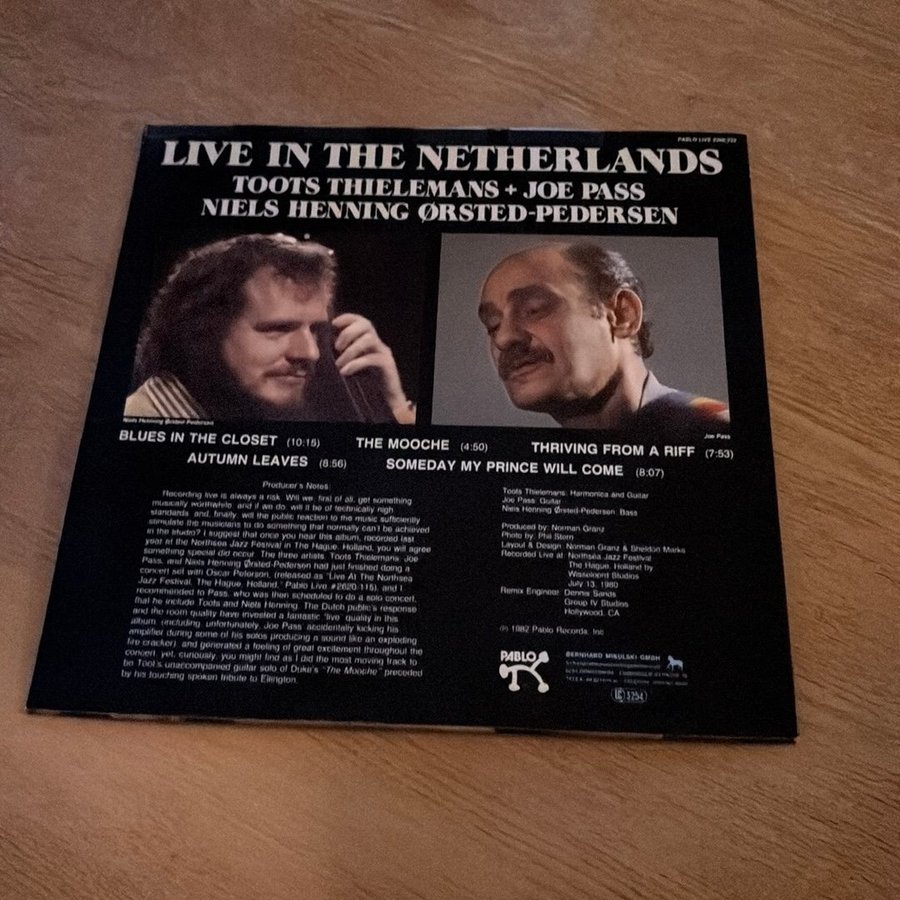 PABLO LIVE
LIVE IN THE NETHERLANDS
TOOTS THIELEMANS + JOE PASS
NIELS HENNING ØRSTED-PEDERSEN
Niels Henning Ørsted Pedersen
Joe Pass
BLUES IN THE CLOSET (10:15) THE MOOCHE (4:50) THRIVING FROM A RIFF (7:53)
AUTUMN LEAVES (8:56) SOMEDAY MY PRINCE WILL COME (8:07)
Producer's Notes:
Recording live is always a risk. Will we, first of all, get something
musically worthwhile, and if we do, will it be of technically high
standards and, finally, will the public reaction to the music sufficiently
stimulate the musicians to do something that normally can't be achieved
in the studio? I suggest that once you hear this album, recorded last
year at the Northsea Jazz Festival in The Hague, Holland, you will agree
something special did occur. The three artists, Toots Thielemans, Joe
Pass, and Niels Henning Ørsted-Pedersen had just finished doing a
concert set with Oscar Peterson, (released as "Live At The Northsea
Jazz Festival, The Hague, Holland," Pablo Live #2620-115), and I
recommended to Pass, who was then scheduled to do a solo concert,
that he include Toots and Niels Henning. The Dutch public's response
and the room quality have invested a fantastic "live" quality in this
album (including, unfortunately, Joe Pass accidentally kicking his
amplifier during some of his solos producing a sound like an exploding
fire cracker), and generated a feeling of great excitement throughout the
concert, yet, curiously, you might find as I did the most moving track to
be Toot's unaccompanied guitar solo of Duke's "The Mooche" preceded
by his touching spoken tribute to Ellington.
Toots Thielemans: Harmonica and Guitar
Joe Pass: Guitar
Niels Henning Ørsted-Pedersen: Bass
Produced by: Norman Granz
Photo by: Phil Stern
Layout & Design: Norman Granz & Sheldon Marks
Recorded Live at: Northsea Jazz Festival
The Hague, Holland by
Wisseloord Studios
July 13, 1980
Remix Engineer: Dennis Sands
Group IV Studios
Hollywood, CA
℗ 1982 Pablo Records, Inc
PABLO
BERNHARD MIKULSKI GMBH
LC 3254